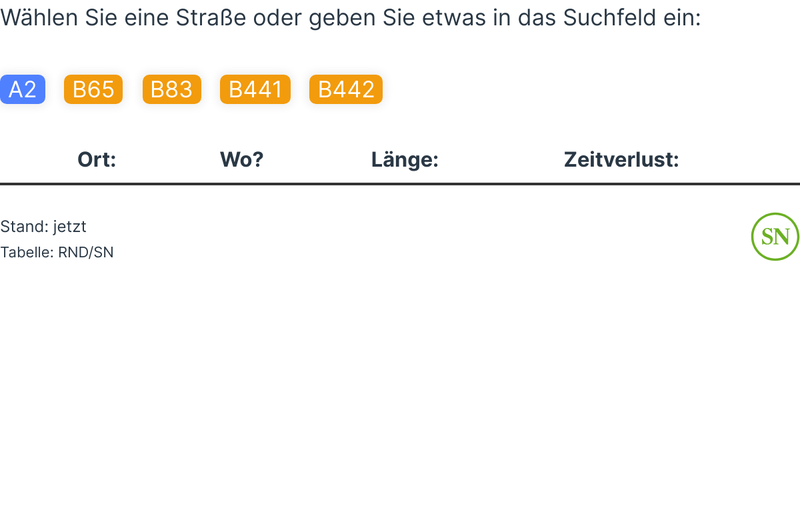 Wählen Sie eine Straße oder geben Sie etwas in das Suchfeld ein:
A2 B65 B83 B441 B442
Ort: Wo? Länge: Zeitverlust:
Stand: jetzt
SN
Tabelle: RND/SN